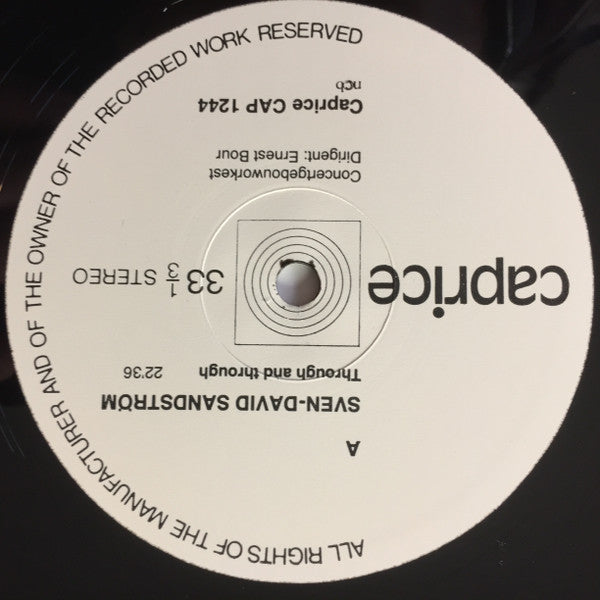 caprice
A
SVEN-DAVID SANDSTRÖM
Through and through 22'36
33 1/3 STEREO
Concertgebouworkest
Dirigent: Ernest Bour
Caprice CAP 1244
ncb
ALL RIGHTS OF THE MANUFACTURER AND OF THE OWNER OF THE RECORDED WORK RESERVED